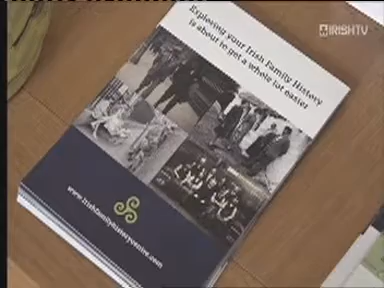 IRISHTV
Exploring your Irish Family History
is about to get a whole lot easier
www.irishfamilyhistorycentre.com